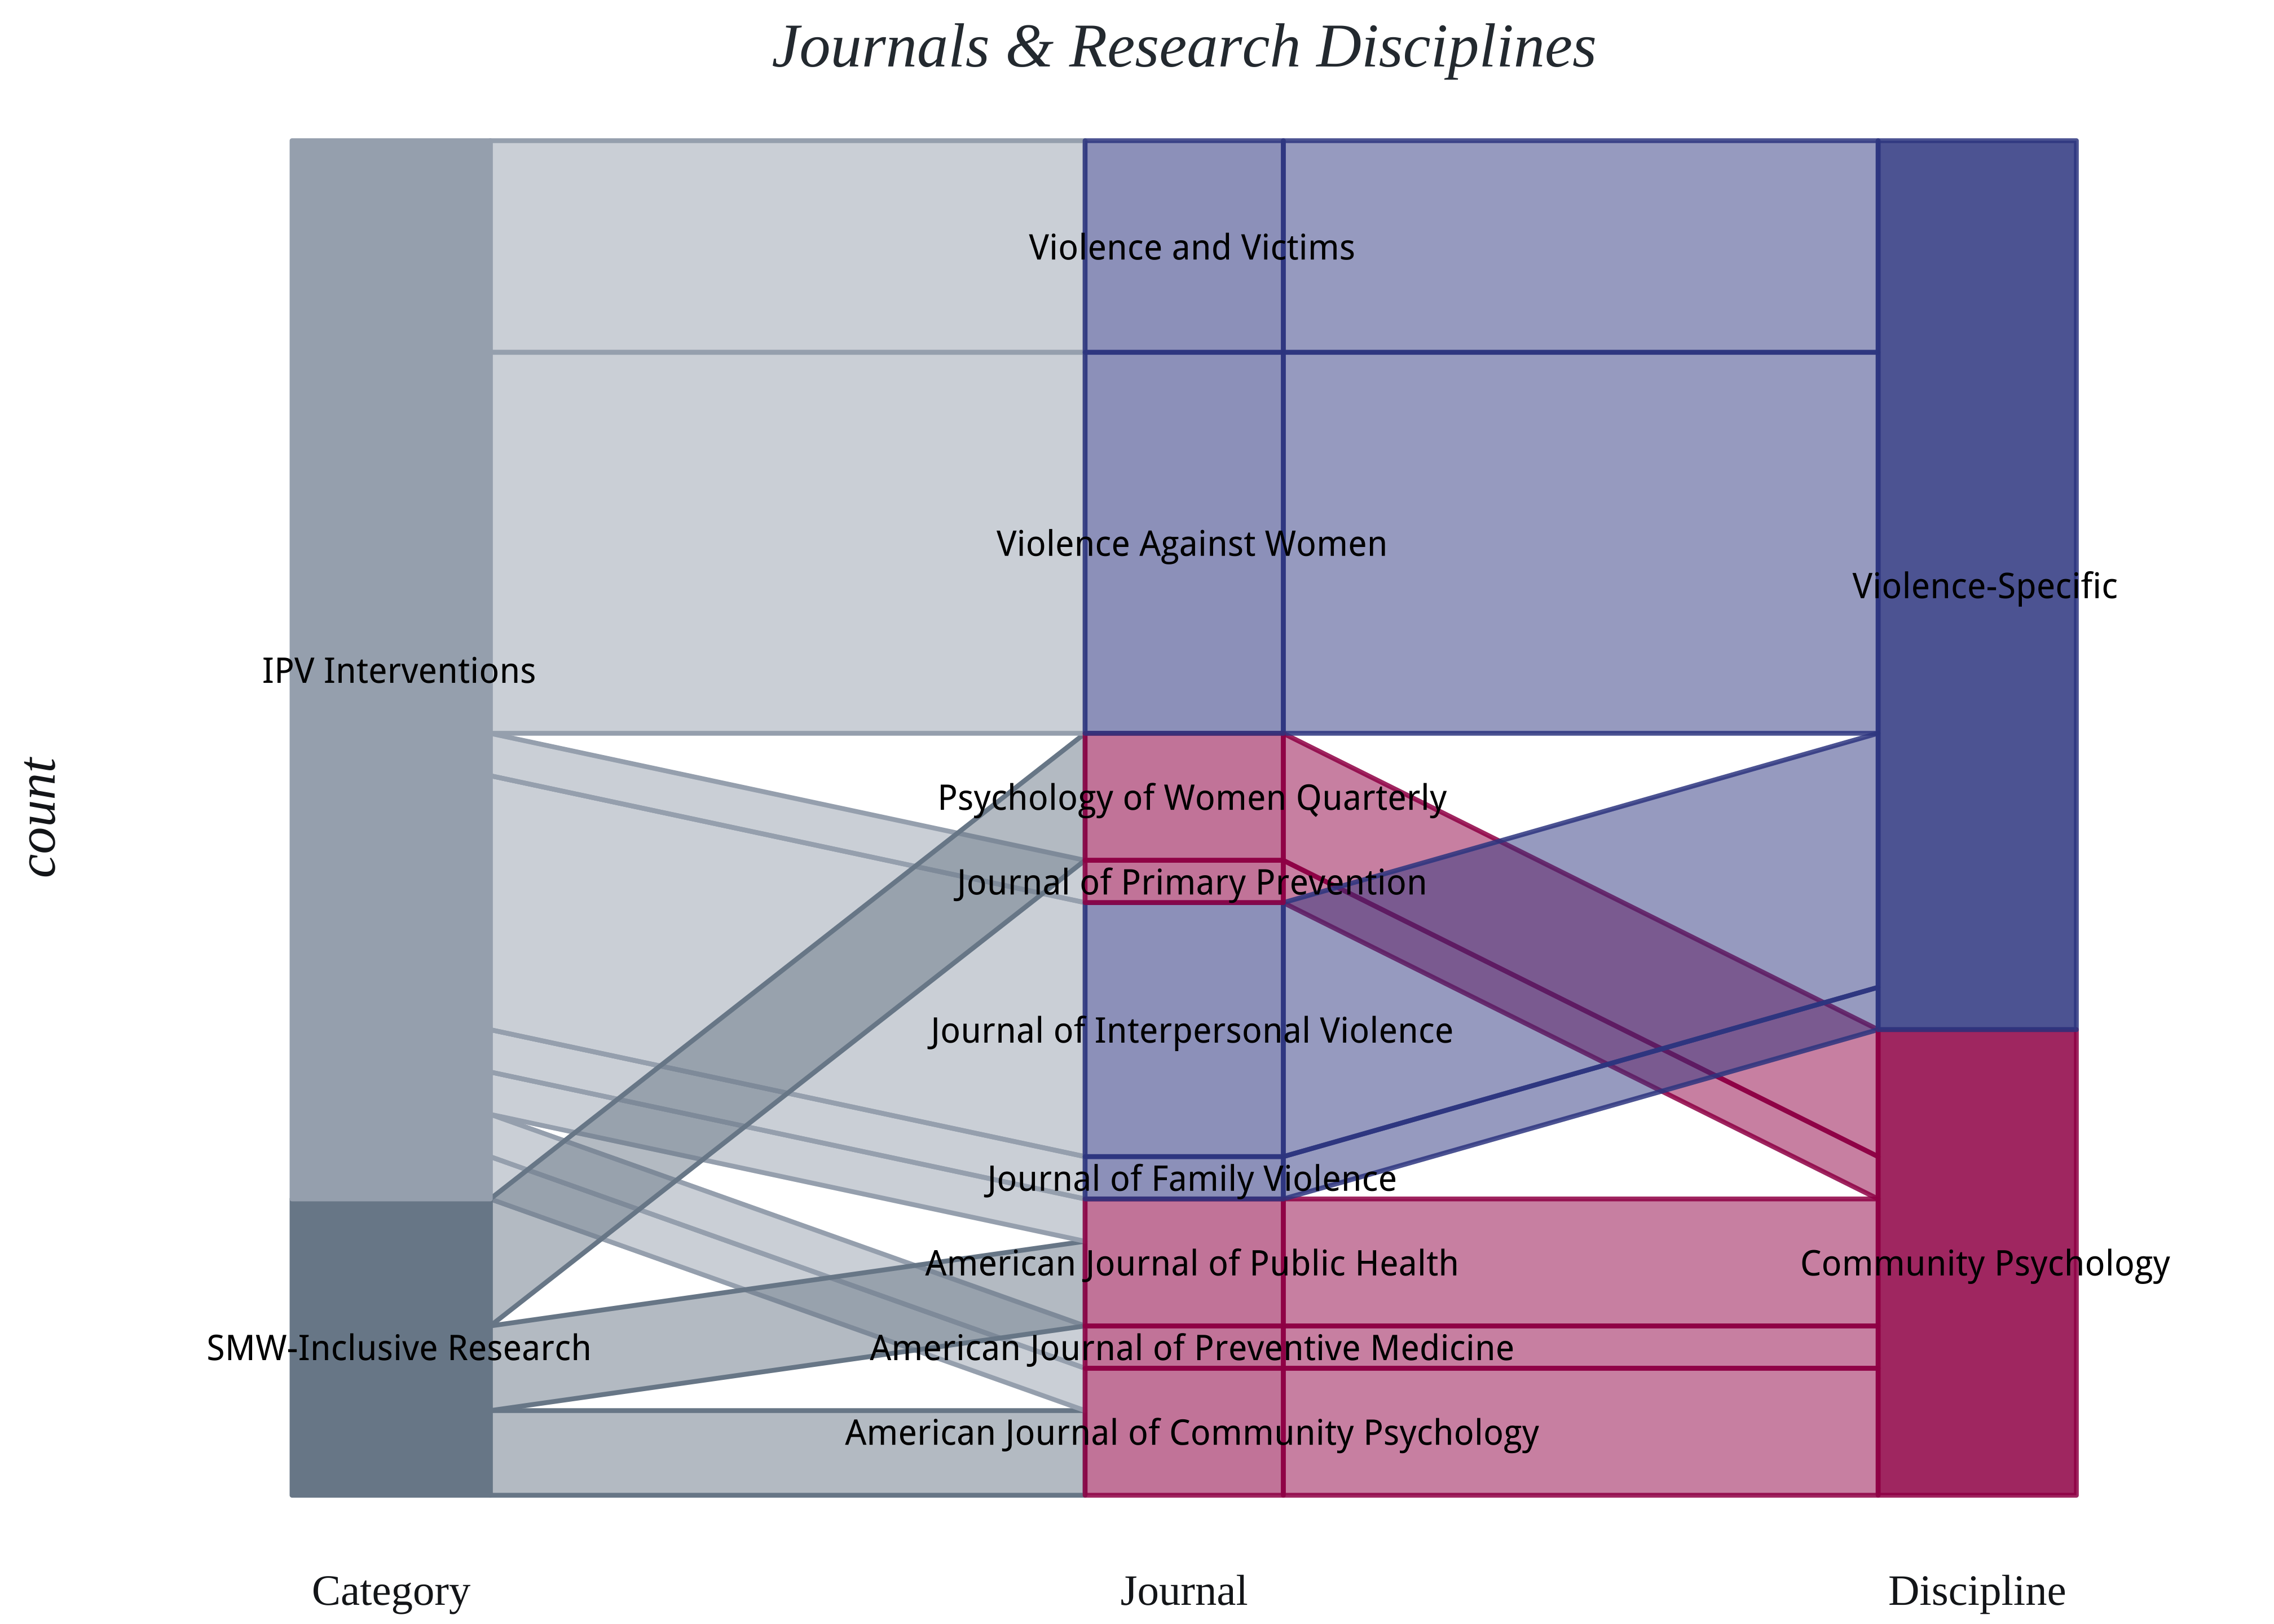 Journals & Research Disciplines
Violence and Victims
Violence Against Women
Violence-Specific
IPV Interventions
count
Psychology of Women Quarterly
Journal of Primary Prevention
Journal of Interpersonal Violence
Journal of Family Violence
American Journal of Public Health
Community Psychology
SMW-Inclusive Research
American Journal of Preventive Medicine
American Journal of Community Psychology
Category
Journal
Discipline